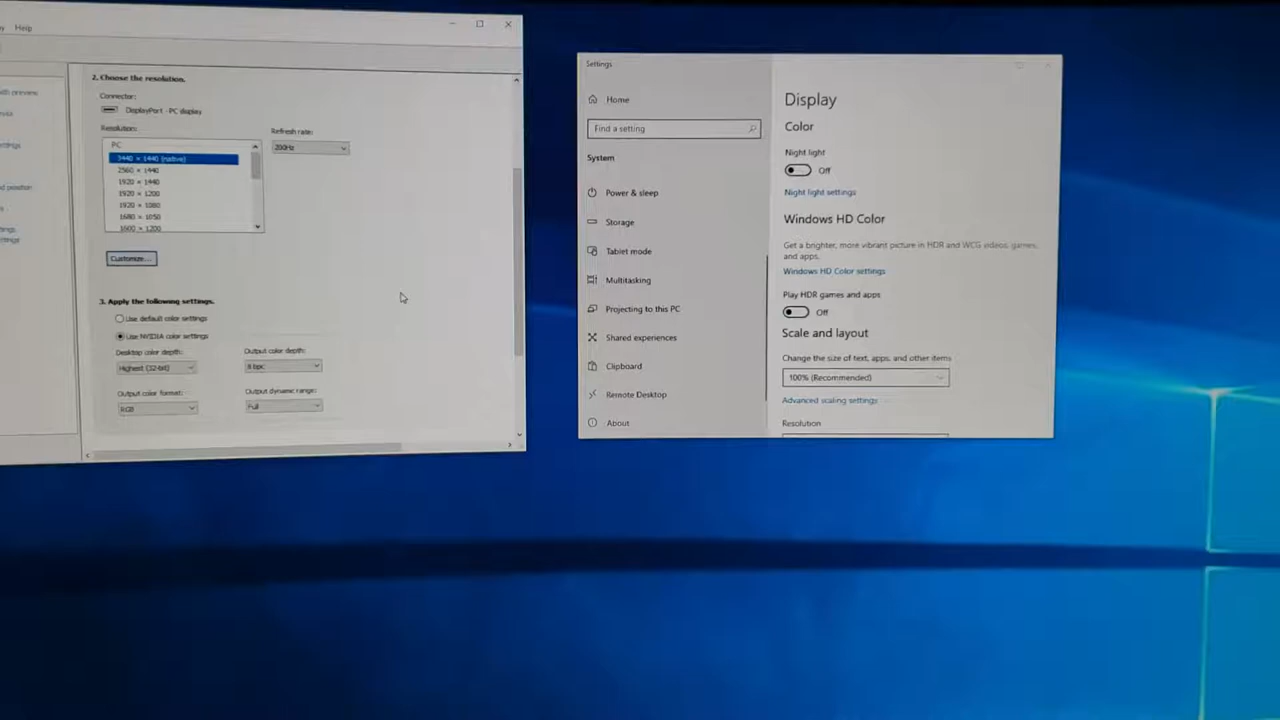 Help
with preview
2. Choose the resolution.
Connector:
DisplayPort - PC display
Resolution:
Refresh rate:
PC
200Hz
3440 × 1440 (native)
2560 × 1440
1920 × 1440
1920 × 1200
1920 × 1080
1680 × 1050
1600 × 1200
Customize...
3. Apply the following settings.
Use default color settings
Use NVIDIA color settings
Desktop color depth:
Output color depth:
Highest (32-bit)
8 bpc
Output color format:
Output dynamic range:
RGB
Full
Settings
Home
Find a setting
System
Power & sleep
Storage
Tablet mode
Multitasking
Projecting to this PC
Shared experiences
Clipboard
Remote Desktop
About
Display
Color
Night light
Off
Night light settings
Windows HD Color
Get a brighter, more vibrant picture in HDR and WCG videos, games,
and apps.
Windows HD Color settings
Play HDR games and apps
Off
Scale and layout
Change the size of text, apps, and other items
100% (Recommended)
Advanced scaling settings
Resolution